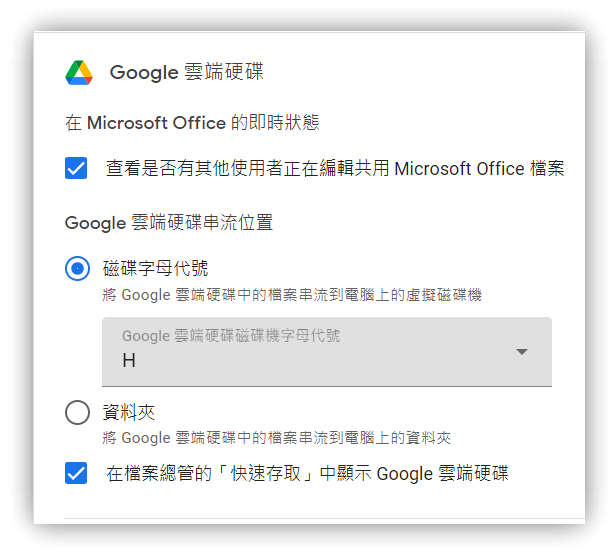 Google 雲端硬碟
在 Microsoft Office 的即時狀態
查看是否有其他使用者正在編輯共用 Microsoft Office 檔案
Google 雲端硬碟串流位置
磁碟字母代號
將 Google 雲端硬碟中的檔案串流到電腦上的虛擬磁碟機
Google 雲端硬碟磁碟機字母代號
H
資料夾
將 Google 雲端硬碟中的檔案串流到電腦上的資料夾
在檔案總管的「快速存取」中顯示 Google 雲端硬碟